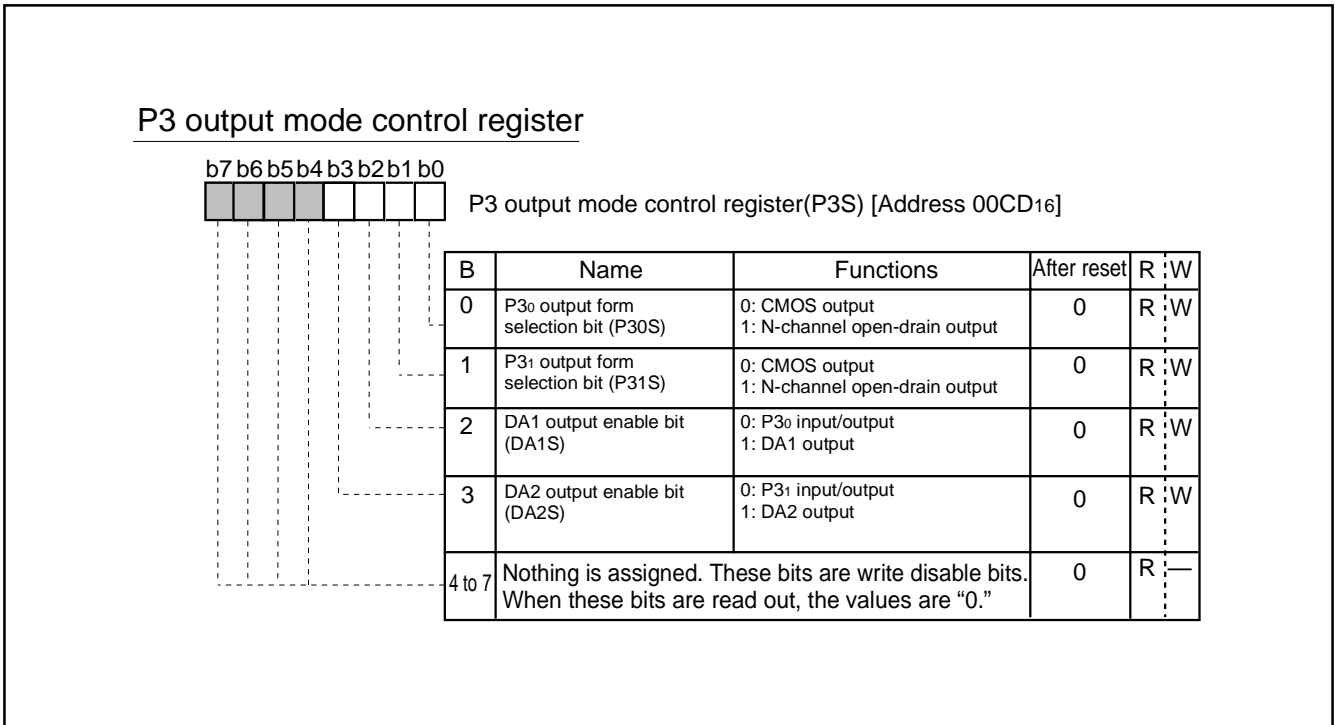 P3 output mode control register
b7 b6 b5 b4 b3 b2 b1 b0
P3 output mode control register(P3S) [Address 00CD16]
B Name Functions After reset R W
0 P30 output form selection bit (P30S) 0: CMOS output 1: N-channel open-drain output 0 R W
1 P31 output form selection bit (P31S) 0: CMOS output 1: N-channel open-drain output 0 R W
2 DA1 output enable bit (DA1S) 0: P30 input/output 1: DA1 output 0 R W
3 DA2 output enable bit (DA2S) 0: P31 input/output 1: DA2 output 0 R W
4 to 7 Nothing is assigned. These bits are write disable bits. When these bits are read out, the values are “0.” 0 R —